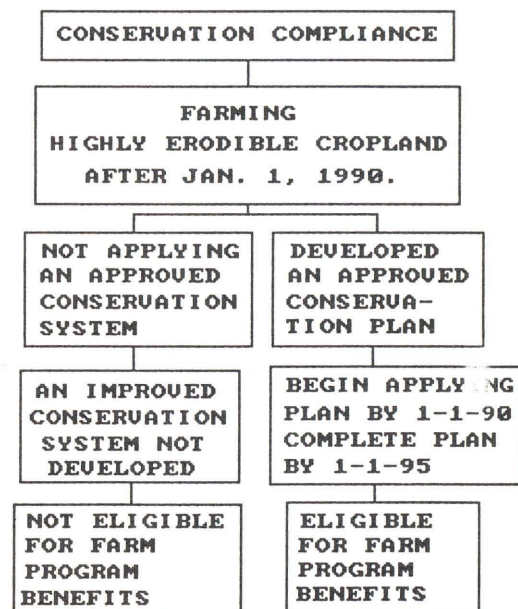 CONSERVATION COMPLIANCE
FARMING
HIGHLY ERODIBLE CROPLAND
AFTER JAN. 1, 1990.
NOT APPLYING
AN APPROVED
CONSERVATION
SYSTEM
DEVELOPED
AN APPROVED
CONSERVA-
TION PLAN
AN IMPROVED
CONSERVATION
SYSTEM NOT
DEVELOPED
BEGIN APPLYING
PLAN BY 1-1-90
COMPLETE PLAN
BY 1-1-95
NOT ELIGIBLE
FOR FARM
PROGRAM
BENEFITS
ELIGIBLE
FOR FARM
PROGRAM
BENEFITS